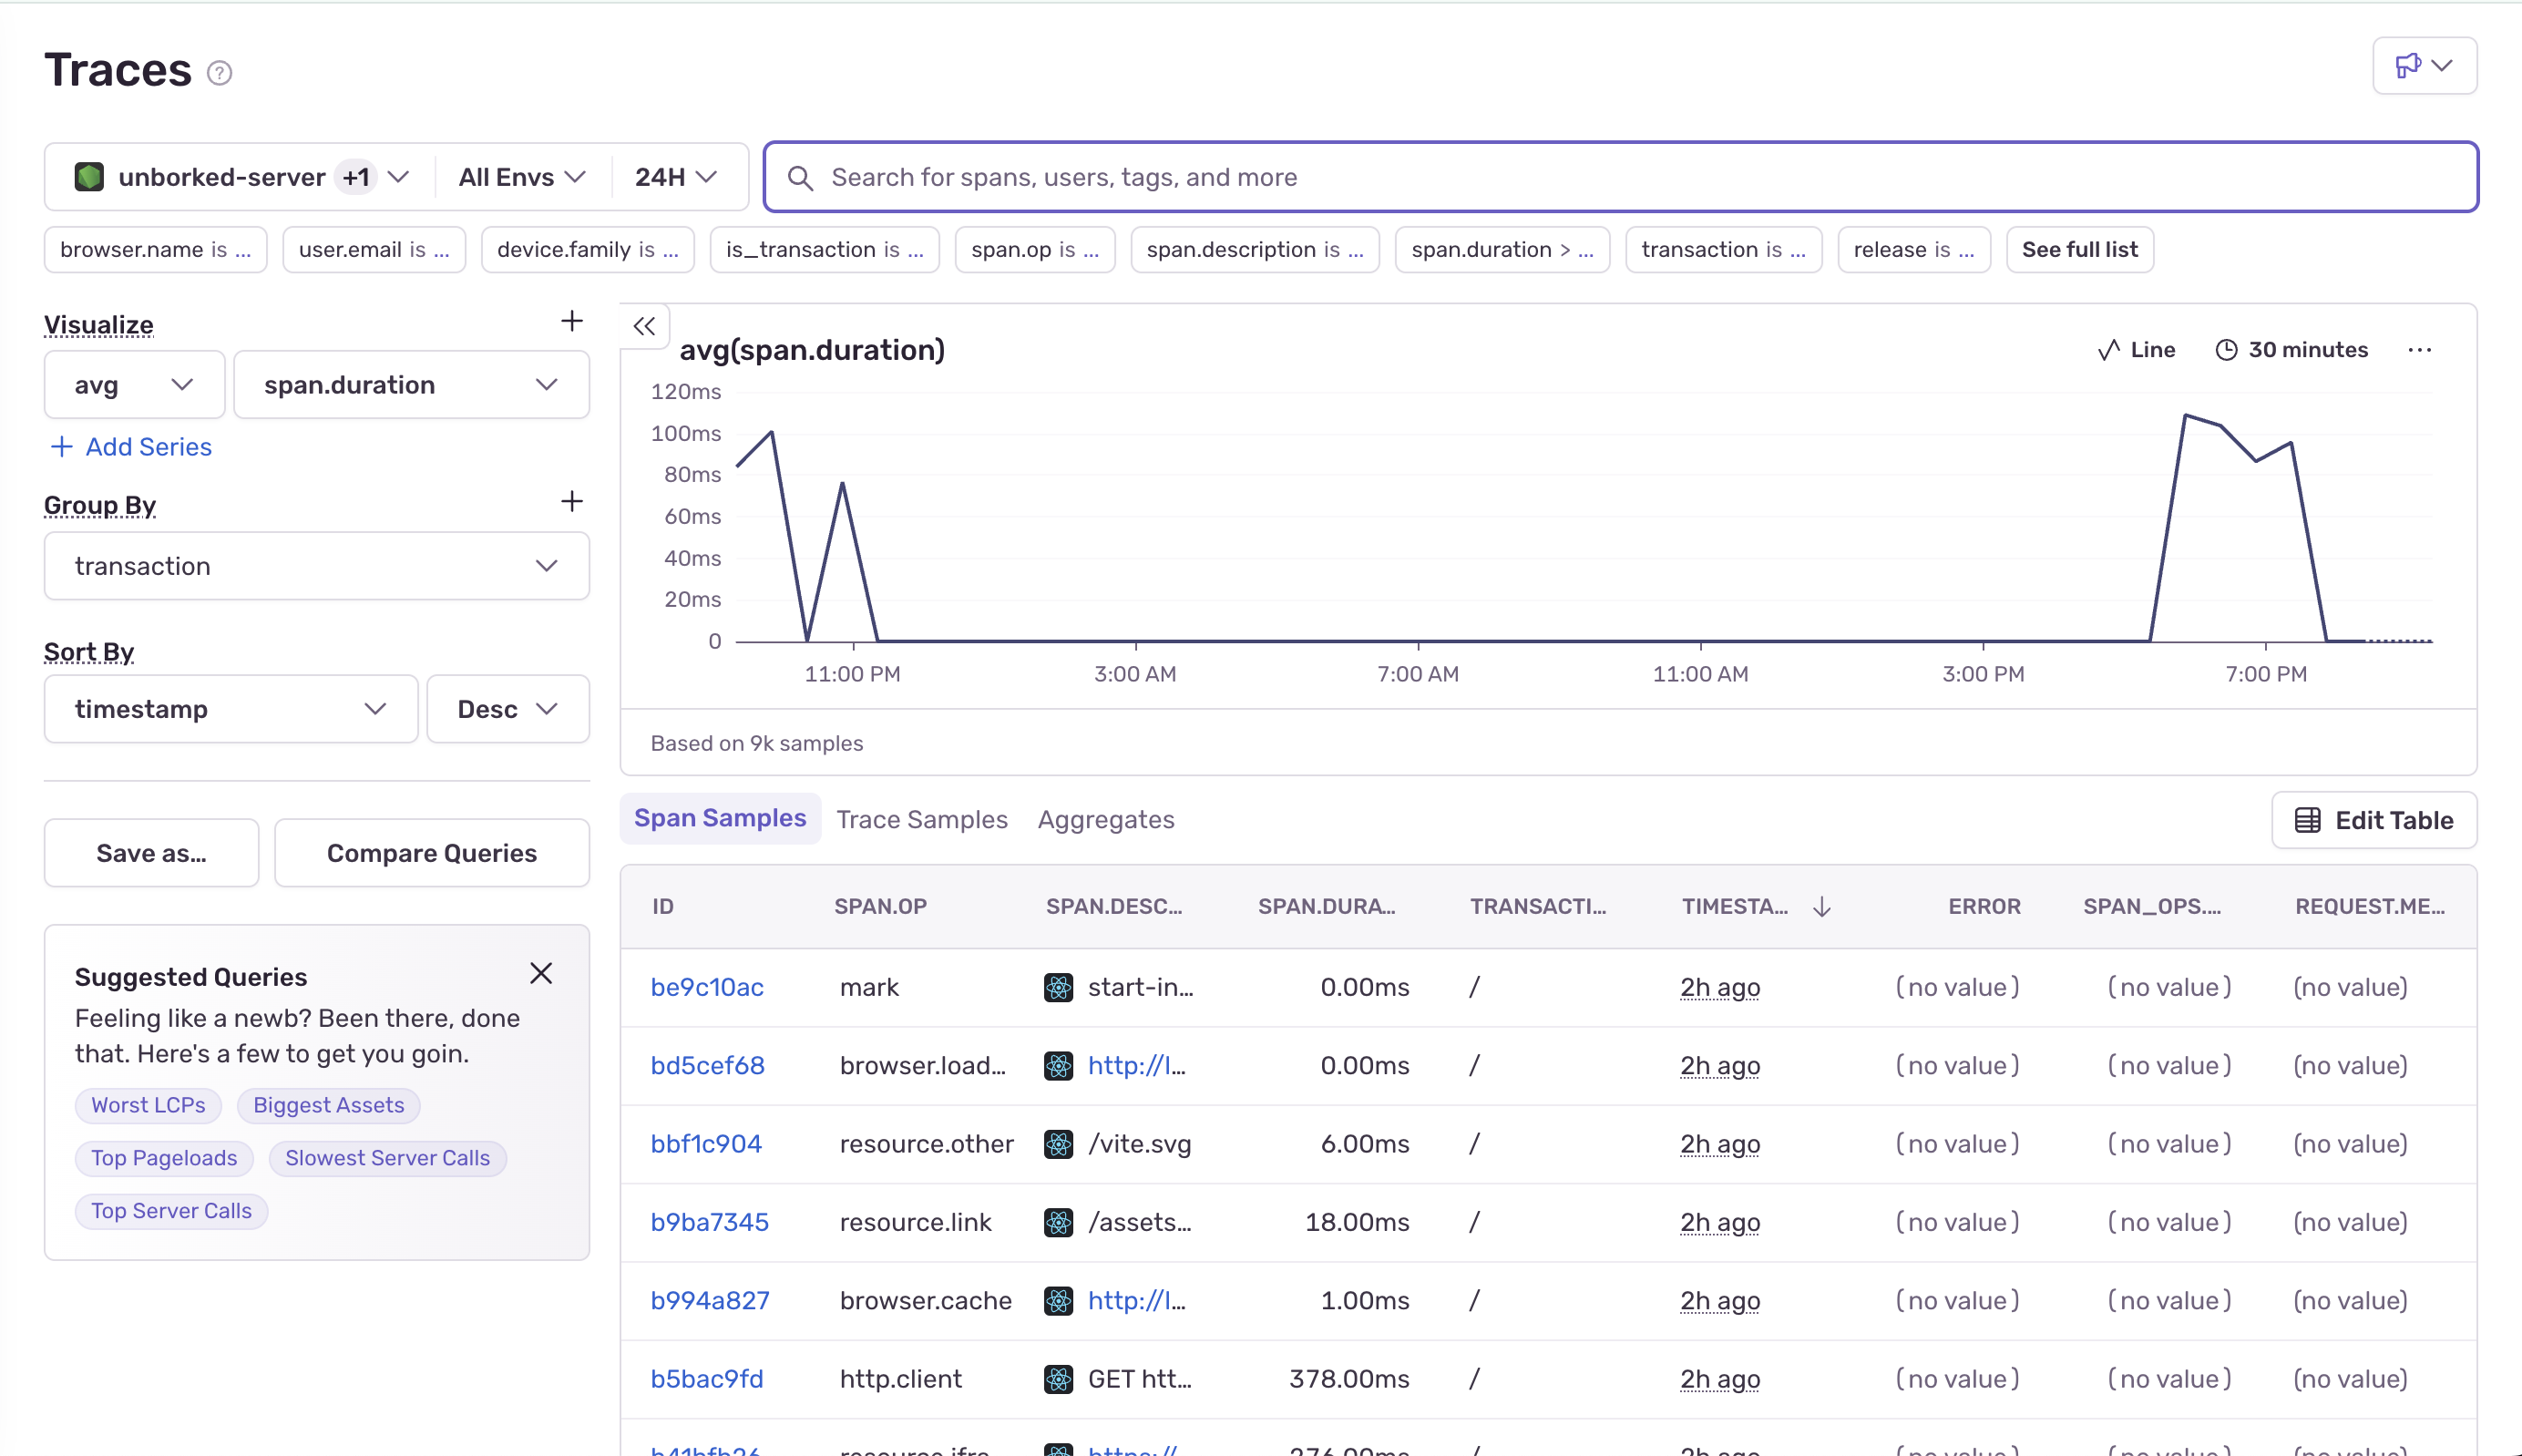 Traces ?
unborked-server +1 All Envs 24H Search for spans, users, tags, and more
browser.name is ... user.email is ... device.family is ... is_transaction is ... span.op is ... span.description is ... span.duration > ... transaction is ... release is ... See full list
Visualize
avg span.duration
Add Series
Group By
transaction
Sort By
timestamp Desc
Save as... Compare Queries
Suggested Queries
Feeling like a newb? Been there, done
that. Here's a few to get you goin.
Worst LCPs Biggest Assets
Top Pageloads Slowest Server Calls
Top Server Calls
avg(span.duration) Line 30 minutes
120ms
100ms
80ms
60ms
40ms
20ms
0
11:00 PM 3:00 AM 7:00 AM 11:00 AM 3:00 PM 7:00 PM
Based on 9k samples
Span Samples Trace Samples Aggregates Edit Table
ID SPAN.OP SPAN.DESC... SPAN.DURA... TRANSACTI... TIMESTA... ERROR SPAN_OPS.... REQUEST.ME...
be9c10ac mark start-in... 0.00ms / 2h ago (no value) (no value) (no value)
bd5cef68 browser.load... http://l... 0.00ms / 2h ago (no value) (no value) (no value)
bbf1c904 resource.other /vite.svg 6.00ms / 2h ago (no value) (no value) (no value)
b9ba7345 resource.link /assets... 18.00ms / 2h ago (no value) (no value) (no value)
b994a827 browser.cache http://l... 1.00ms / 2h ago (no value) (no value) (no value)
b5bac9fd http.client GET htt... 378.00ms / 2h ago (no value) (no value) (no value)